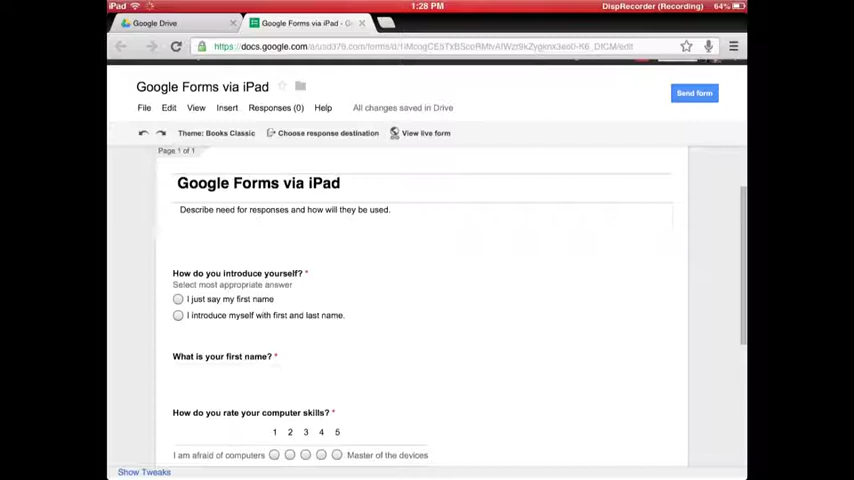 iPad 1:28 PM DispRecorder (Recording) 64%
Google Drive Google Forms via iPad - Go
Google Forms via iPad
Send form
File Edit View Insert Responses (0) Help All changes saved in Drive
Theme: Books Classic Choose response destination View live form
Page 1 of 1
Google Forms via iPad
Describe need for responses and how will they be used.
How do you introduce yourself? *
Select most appropriate answer
I just say my first name
I introduce myself with first and last name.
What is your first name? *
How do you rate your computer skills? *
1 2 3 4 5
I am afraid of computers Master of the devices
Show Tweaks